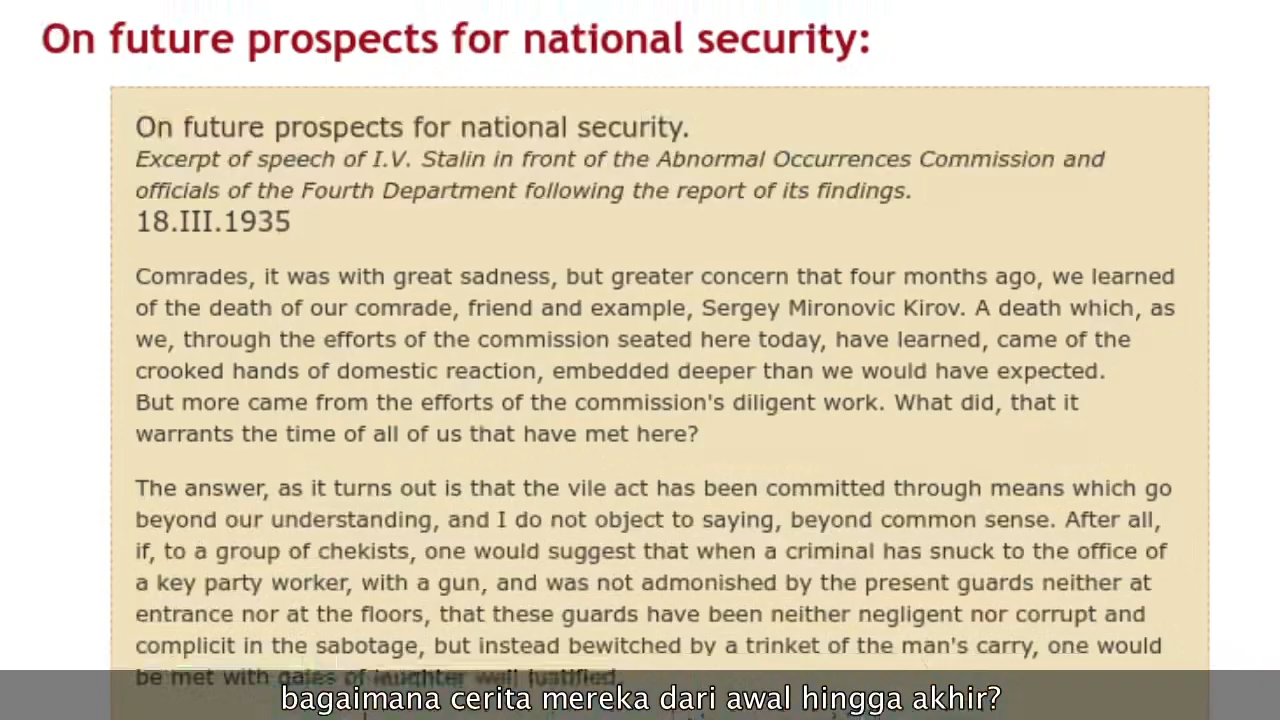 On future prospects for national security:
On future prospects for national security.
Excerpt of speech of I.V. Stalin in front of the Abnormal Occurrences Commission and
officials of the Fourth Department following the report of its findings.
18.III.1935
Comrades, it was with great sadness, but greater concern that four months ago, we learned
of the death of our comrade, friend and example, Sergey Mironovic Kirov. A death which, as
we, through the efforts of the commission seated here today, have learned, came of the
crooked hands of domestic reaction, embedded deeper than we would have expected.
But more came from the efforts of the commission's diligent work. What did, that it
warrants the time of all of us that have met here?
The answer, as it turns out is that the vile act has been committed through means which go
beyond our understanding, and I do not object to saying, beyond common sense. After all,
if, to a group of chekists, one would suggest that when a criminal has snuck to the office of
a key party worker, with a gun, and was not admonished by the present guards neither at
entrance nor at the floors, that these guards have been neither negligent nor corrupt and
complicit in the sabotage, but instead bewitched by a trinket of the man's carry, one would
be met with gales of laughter well justified.
bagaimana cerita mereka dari awal hingga akhir?